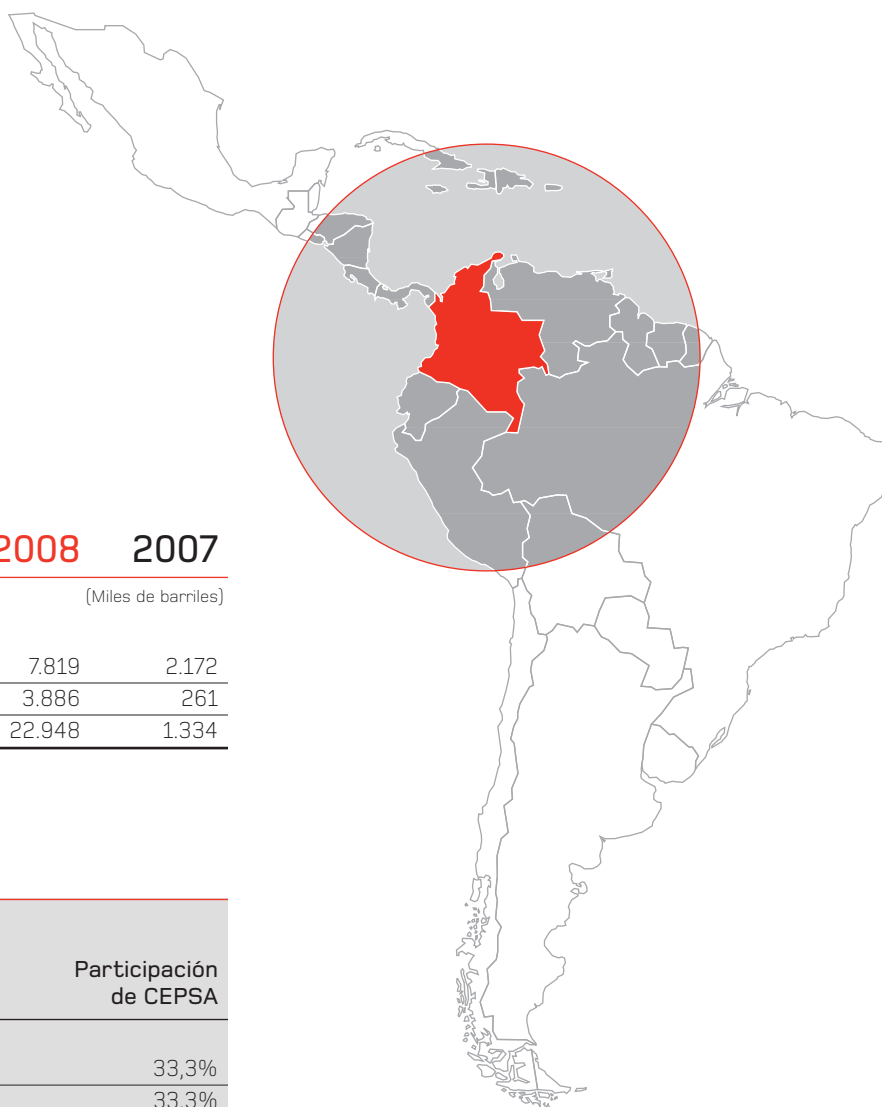 2008 2007
(Miles de barriles)
7.819 2.172
3.886 261
22.948 1.334
Participación
de CEPSA
33,3%
33,3%